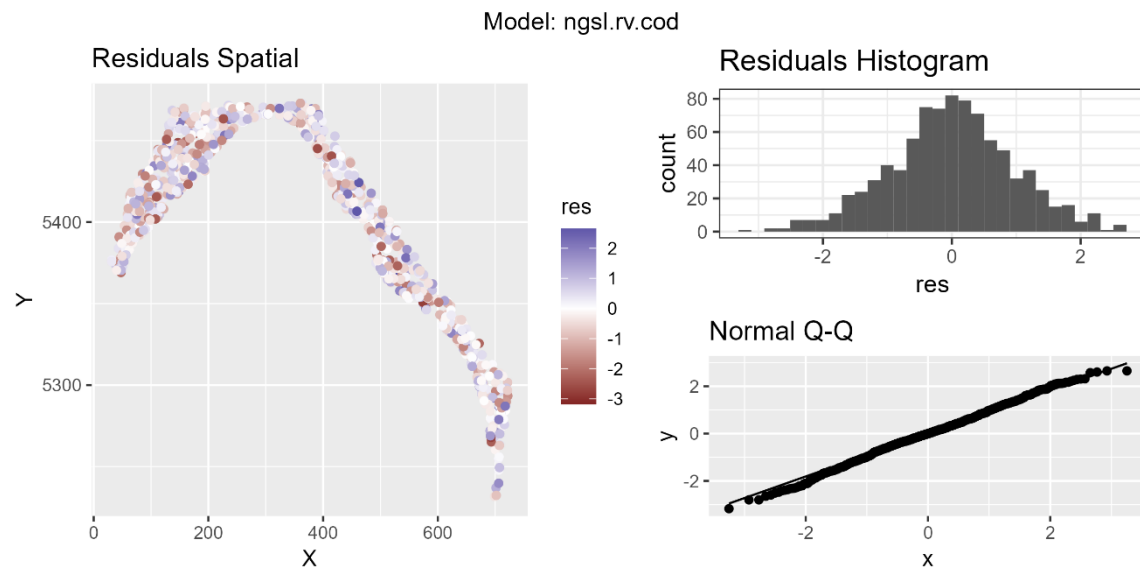 Model: ngsl.rv.cod
Residuals Spatial
5400
5300
Y
0
200
400
600
X
res
2
1
0
-1
-2
-3
Residuals Histogram
80
60
40
20
0
count
-2
0
2
res
Normal Q-Q
2
0
-2
y
-2
0
2
x